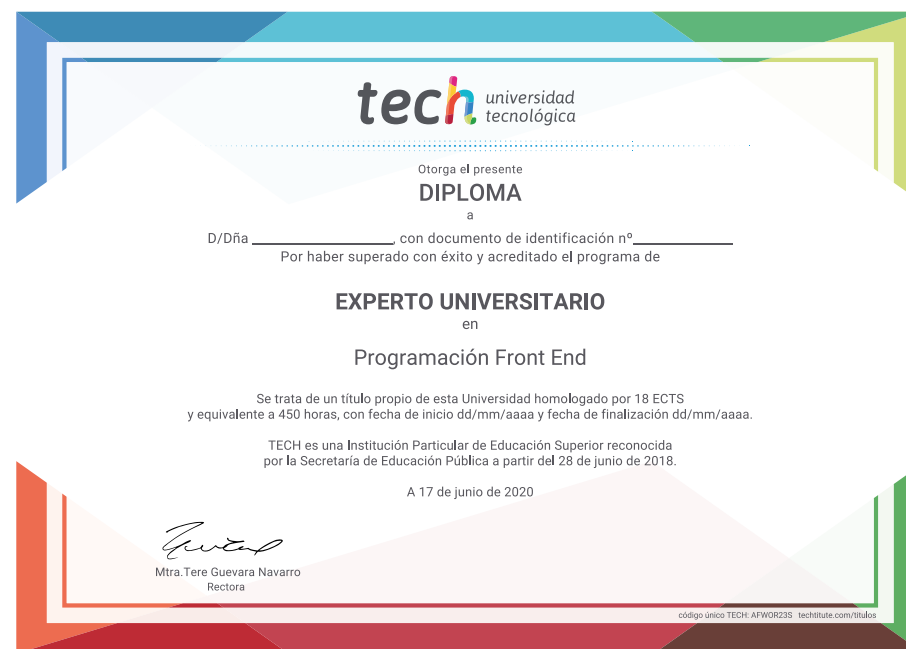 tech universidad
tecnológica
Otorga el presente
DIPLOMA
a
D/Dña ____________________, con documento de identificación nº______________
Por haber superado con éxito y acreditado el programa de
EXPERTO UNIVERSITARIO
en
Programación Front End
Se trata de un título propio de esta Universidad homologado por 18 ECTS
y equivalente a 450 horas, con fecha de inicio dd/mm/aaaa y fecha de finalización dd/mm/aaaa.
TECH es una Institución Particular de Educación Superior reconocida
por la Secretaría de Educación Pública a partir del 28 de junio de 2018.
A 17 de junio de 2020
Mtra.Tere Guevara Navarro
Rectora
código único TECH: AFWOR23S techtitute.com/titulos